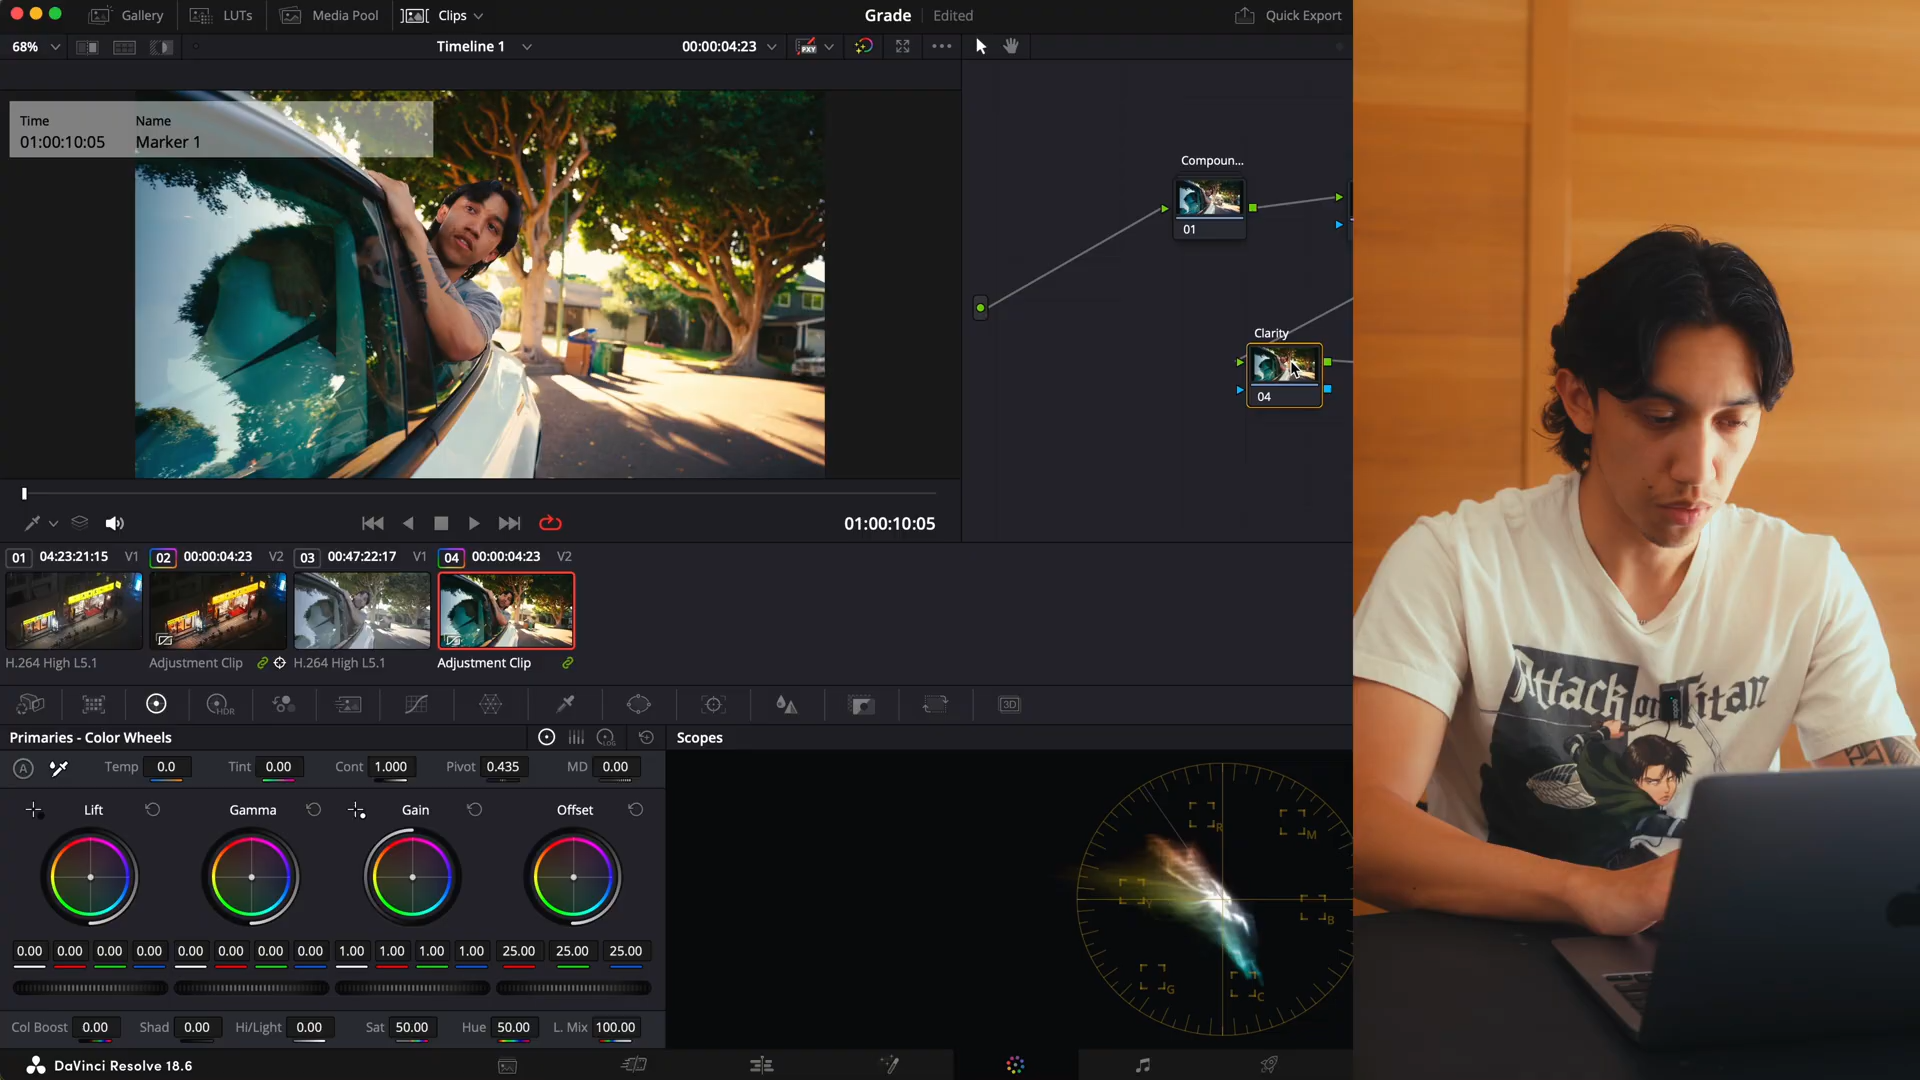 Gallery LUTs Media Pool Clips Grade Edited Quick Export
68% Timeline 1 00:00:04:23 PXY
Time Name
01:00:10:05 Marker 1
Compoun...
01
Clarity
04
01:00:10:05
01 04:23:21:15 V1 02 00:00:04:23 V2 03 00:47:22:17 V1 04 00:00:04:23 V2
H.264 High L5.1 Adjustment Clip H.264 High L5.1 Adjustment Clip
HDR 3D
Primaries - Color Wheels LOG Scopes
A Temp 0.0 Tint 0.00 Cont 1.000 Pivot 0.435 MD 0.00
Lift Gamma Gain Offset
R M
Y B
G C
0.00 0.00 0.00 0.00 0.00 0.00 0.00 0.00 1.00 1.00 1.00 1.00 25.00 25.00 25.00
Col Boost 0.00 Shad 0.00 Hi/Light 0.00 Sat 50.00 Hue 50.00 L. Mix 100.00
DaVinci Resolve 18.6
Attack on Titan